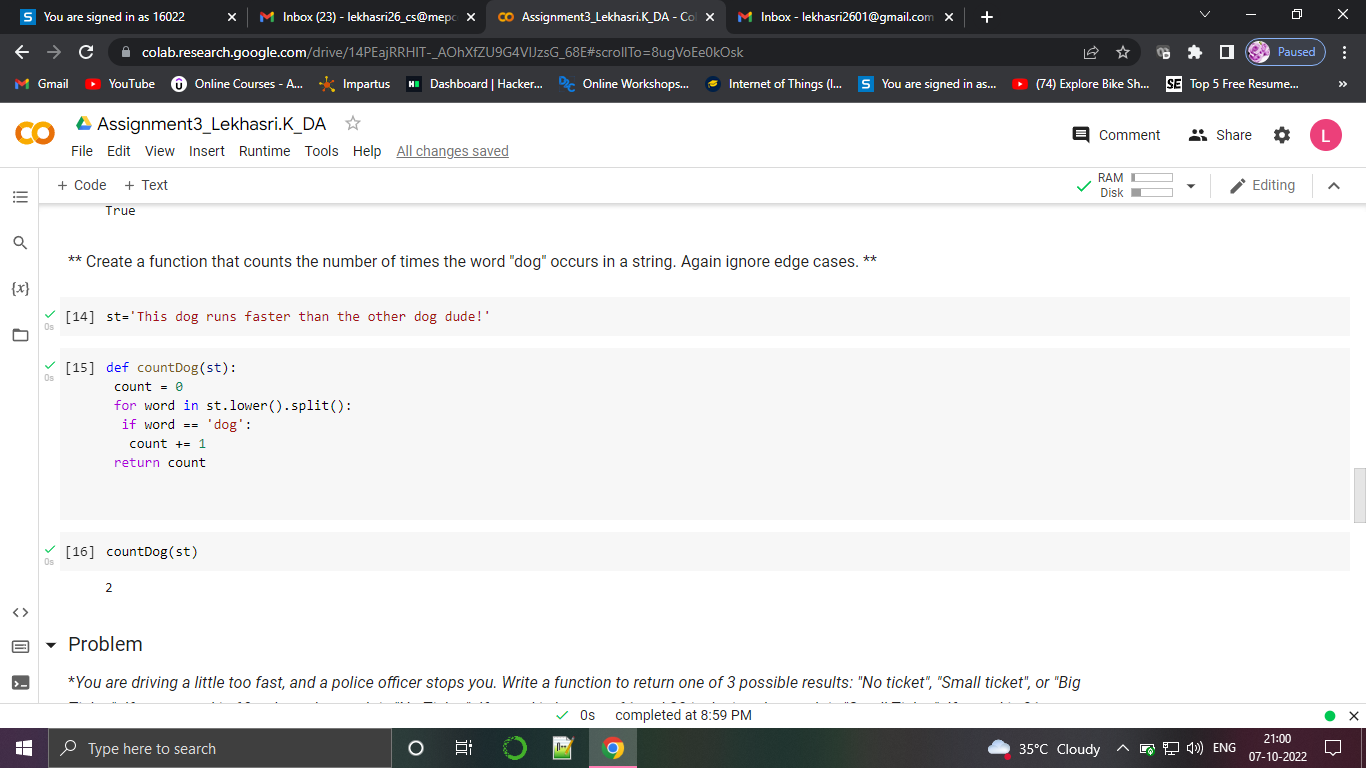 You are signed in as 16022
Inbox (23) - lekhasri26_cs@mepc
Assignment3_Lekhasri.K_DA - Col
Inbox - lekhasri2601@gmail.com
colab.research.google.com/drive/14PEajRRHIT-_AOhXfZU9G4VIJzsG_68E#scrollTo=8ugVoEe0kOsk
Paused
Gmail
YouTube
Online Courses - A...
Impartus
Dashboard | Hacker...
Online Workshops...
Internet of Things (I...
You are signed in as...
(74) Explore Bike Sh...
Top 5 Free Resume...
»
Assignment3_Lekhasri.K_DA
Comment
Share
L
File Edit View Insert Runtime Tools Help All changes saved
+ Code + Text
RAM
Disk
Editing
True
** Create a function that counts the number of times the word "dog" occurs in a string. Again ignore edge cases. **
[14] st='This dog runs faster than the other dog dude!'
0s
[15] def countDog(st):
0s
count = 0
for word in st.lower().split():
if word == 'dog':
count += 1
return count
[16] countDog(st)
0s
2
Problem
*You are driving a little too fast, and a police officer stops you. Write a function to return one of 3 possible results: "No ticket", "Small ticket", or "Big
0s completed at 8:59 PM
Type here to search
35°C Cloudy
ENG
21:00
07-10-2022